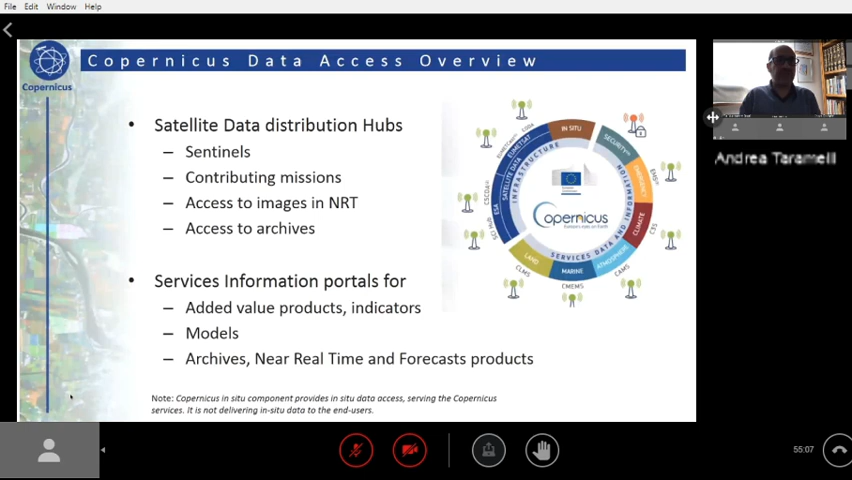 File Edit Window Help
Copernicus Data Access Overview
Copernicus
• Satellite Data distribution Hubs
– Sentinels
– Contributing missions
– Access to images in NRT
– Access to archives
• Services Information portals for
– Added value products, indicators
– Models
– Archives, Near Real Time and Forecasts products
Note: Copernicus in situ component provides in situ data access, serving the Copernicus
services. It is not delivering in-situ data to the end-users.
IN SITU
SECURITY
EMERGENCY
CLIMATE
ATMOSPHERE
MARINE
LAND
ESA
EUMETSAT
SATELLITE DATA
INFRASTRUCTURE
SERVICES DATA AND INFORMATION
C3S
CAMS
CMEMS
CLMS
opernicus
Europe's eyes on Earth
Andrea Taramelli
55:07